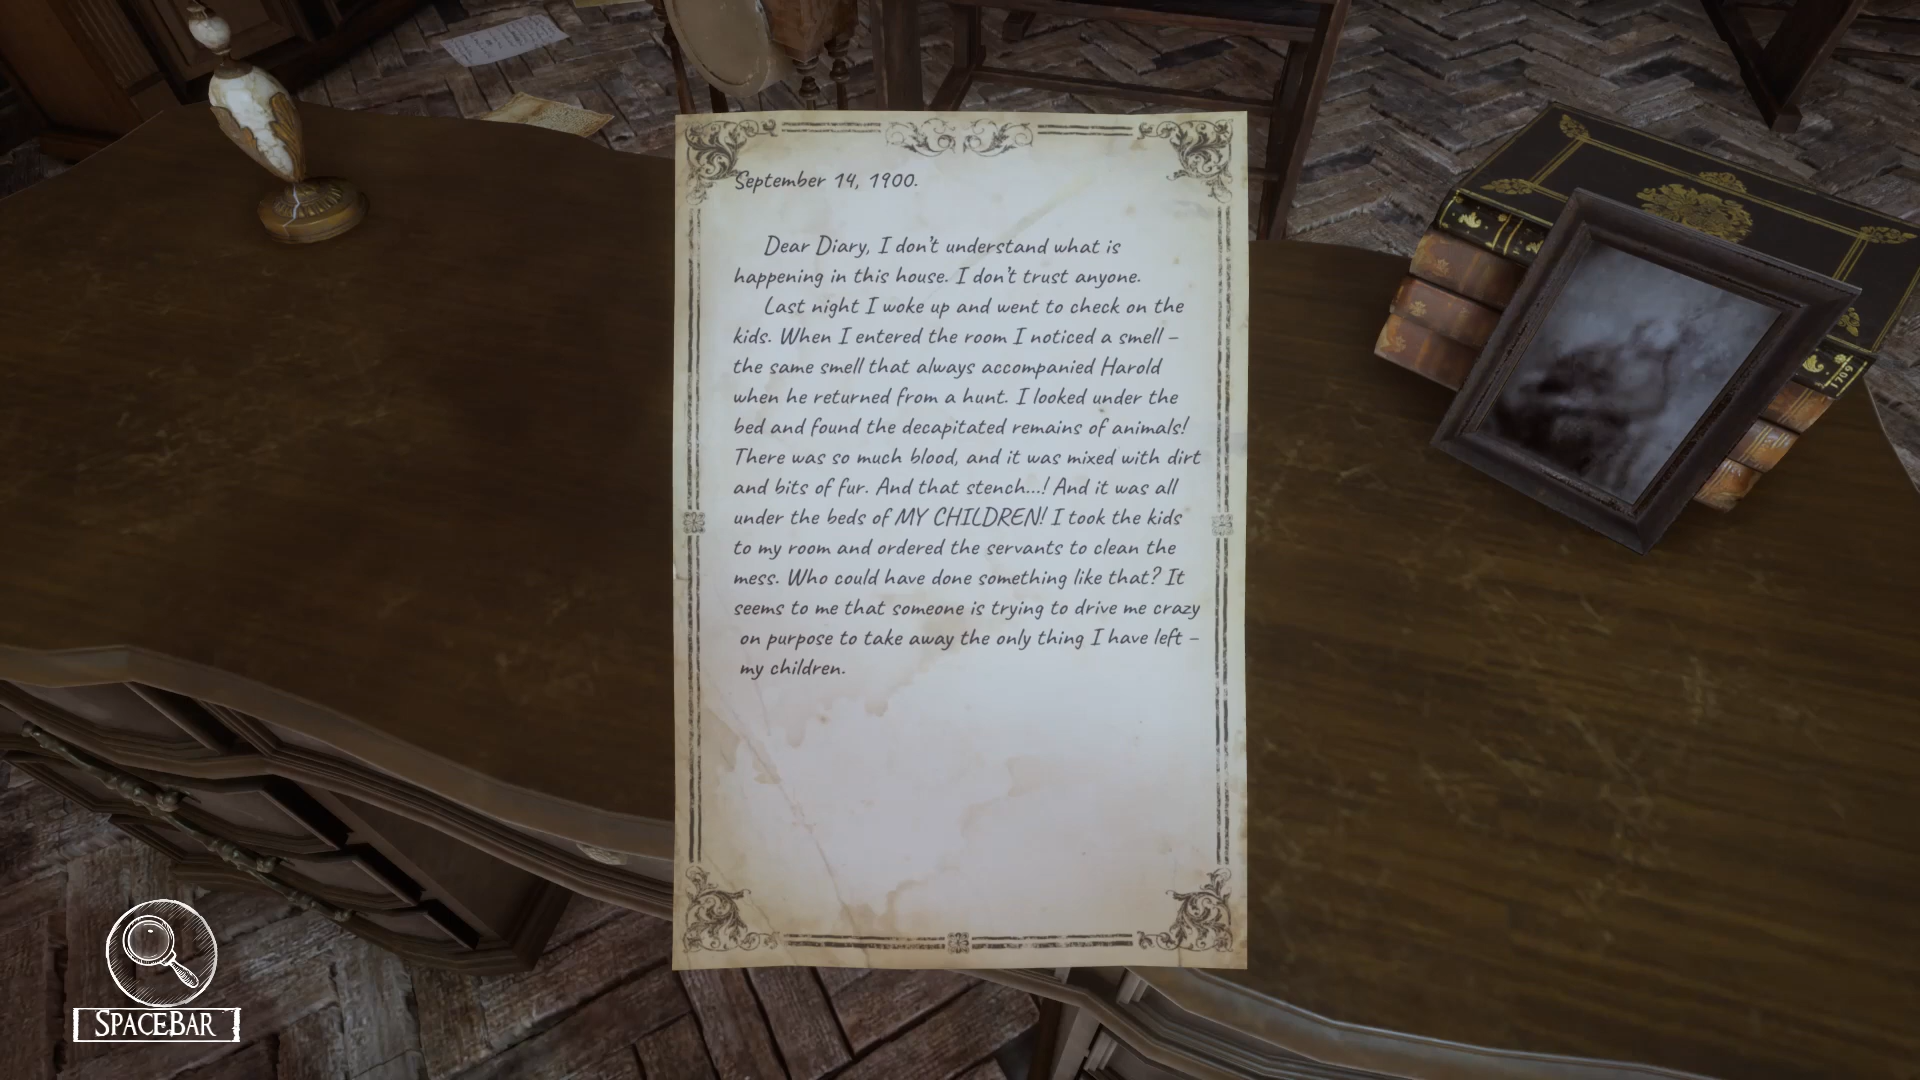 September 14, 1900.
Dear Diary, I don't understand what is
happening in this house. I don't trust anyone.
Last night I woke up and went to check on the
kids. When I entered the room I noticed a smell –
the same smell that always accompanied Harold
when he returned from a hunt. I looked under the
bed and found the decapitated remains of animals!
There was so much blood, and it was mixed with dirt
and bits of fur. And that stench...! And it was all
under the beds of MY CHILDREN! I took the kids
to my room and ordered the servants to clean the
mess. Who could have done something like that? It
seems to me that someone is trying to drive me crazy
on purpose to take away the only thing I have left –
my children.
1709
SPACEBAR